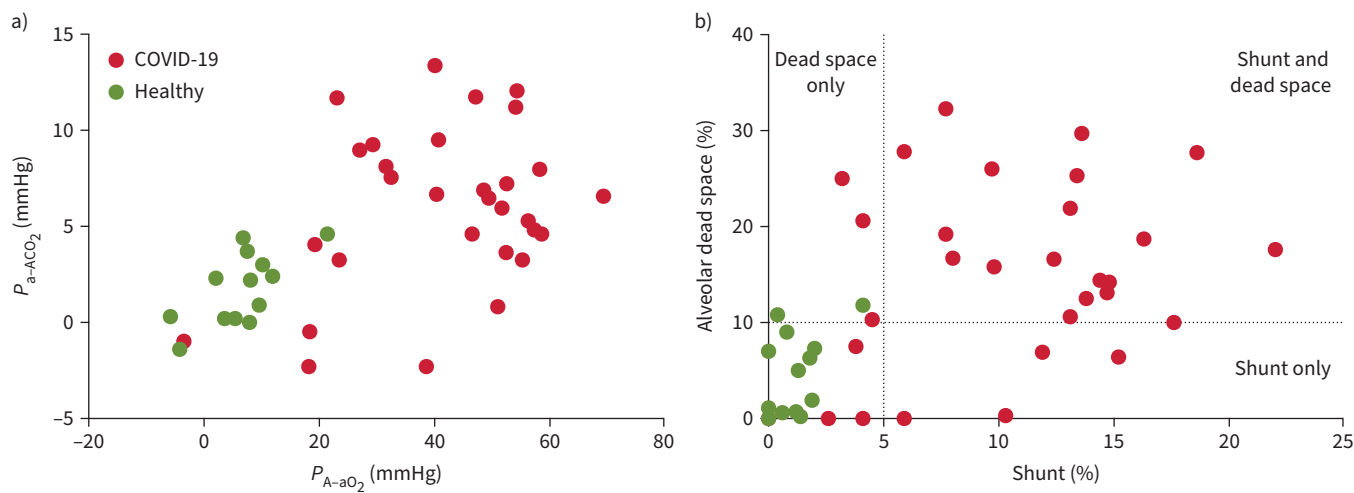 a)
15
10
5
0
–5
–20
0
20
40
60
80
COVID-19
Healthy
Pa–ACO2 (mmHg)
PA–aO2 (mmHg)
b)
40
30
20
10
0
0
5
10
15
20
25
Dead space
only
Shunt and
dead space
Shunt only
Alveolar dead space (%)
Shunt (%)